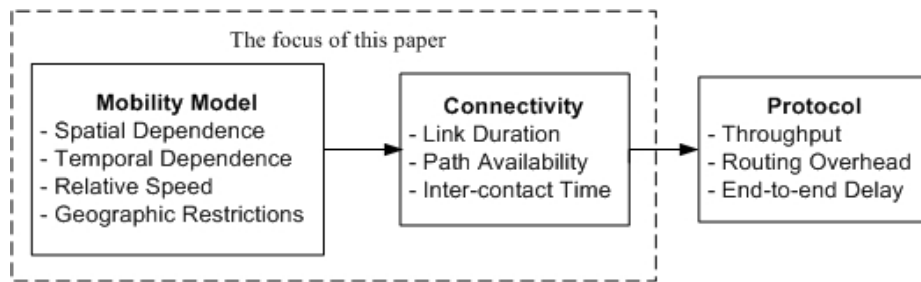 The focus of this paper
Mobility Model
- Spatial Dependence
- Temporal Dependence
- Relative Speed
- Geographic Restrictions
Connectivity
- Link Duration
- Path Availability
- Inter-contact Time
Protocol
- Throughput
- Routing Overhead
- End-to-end Delay